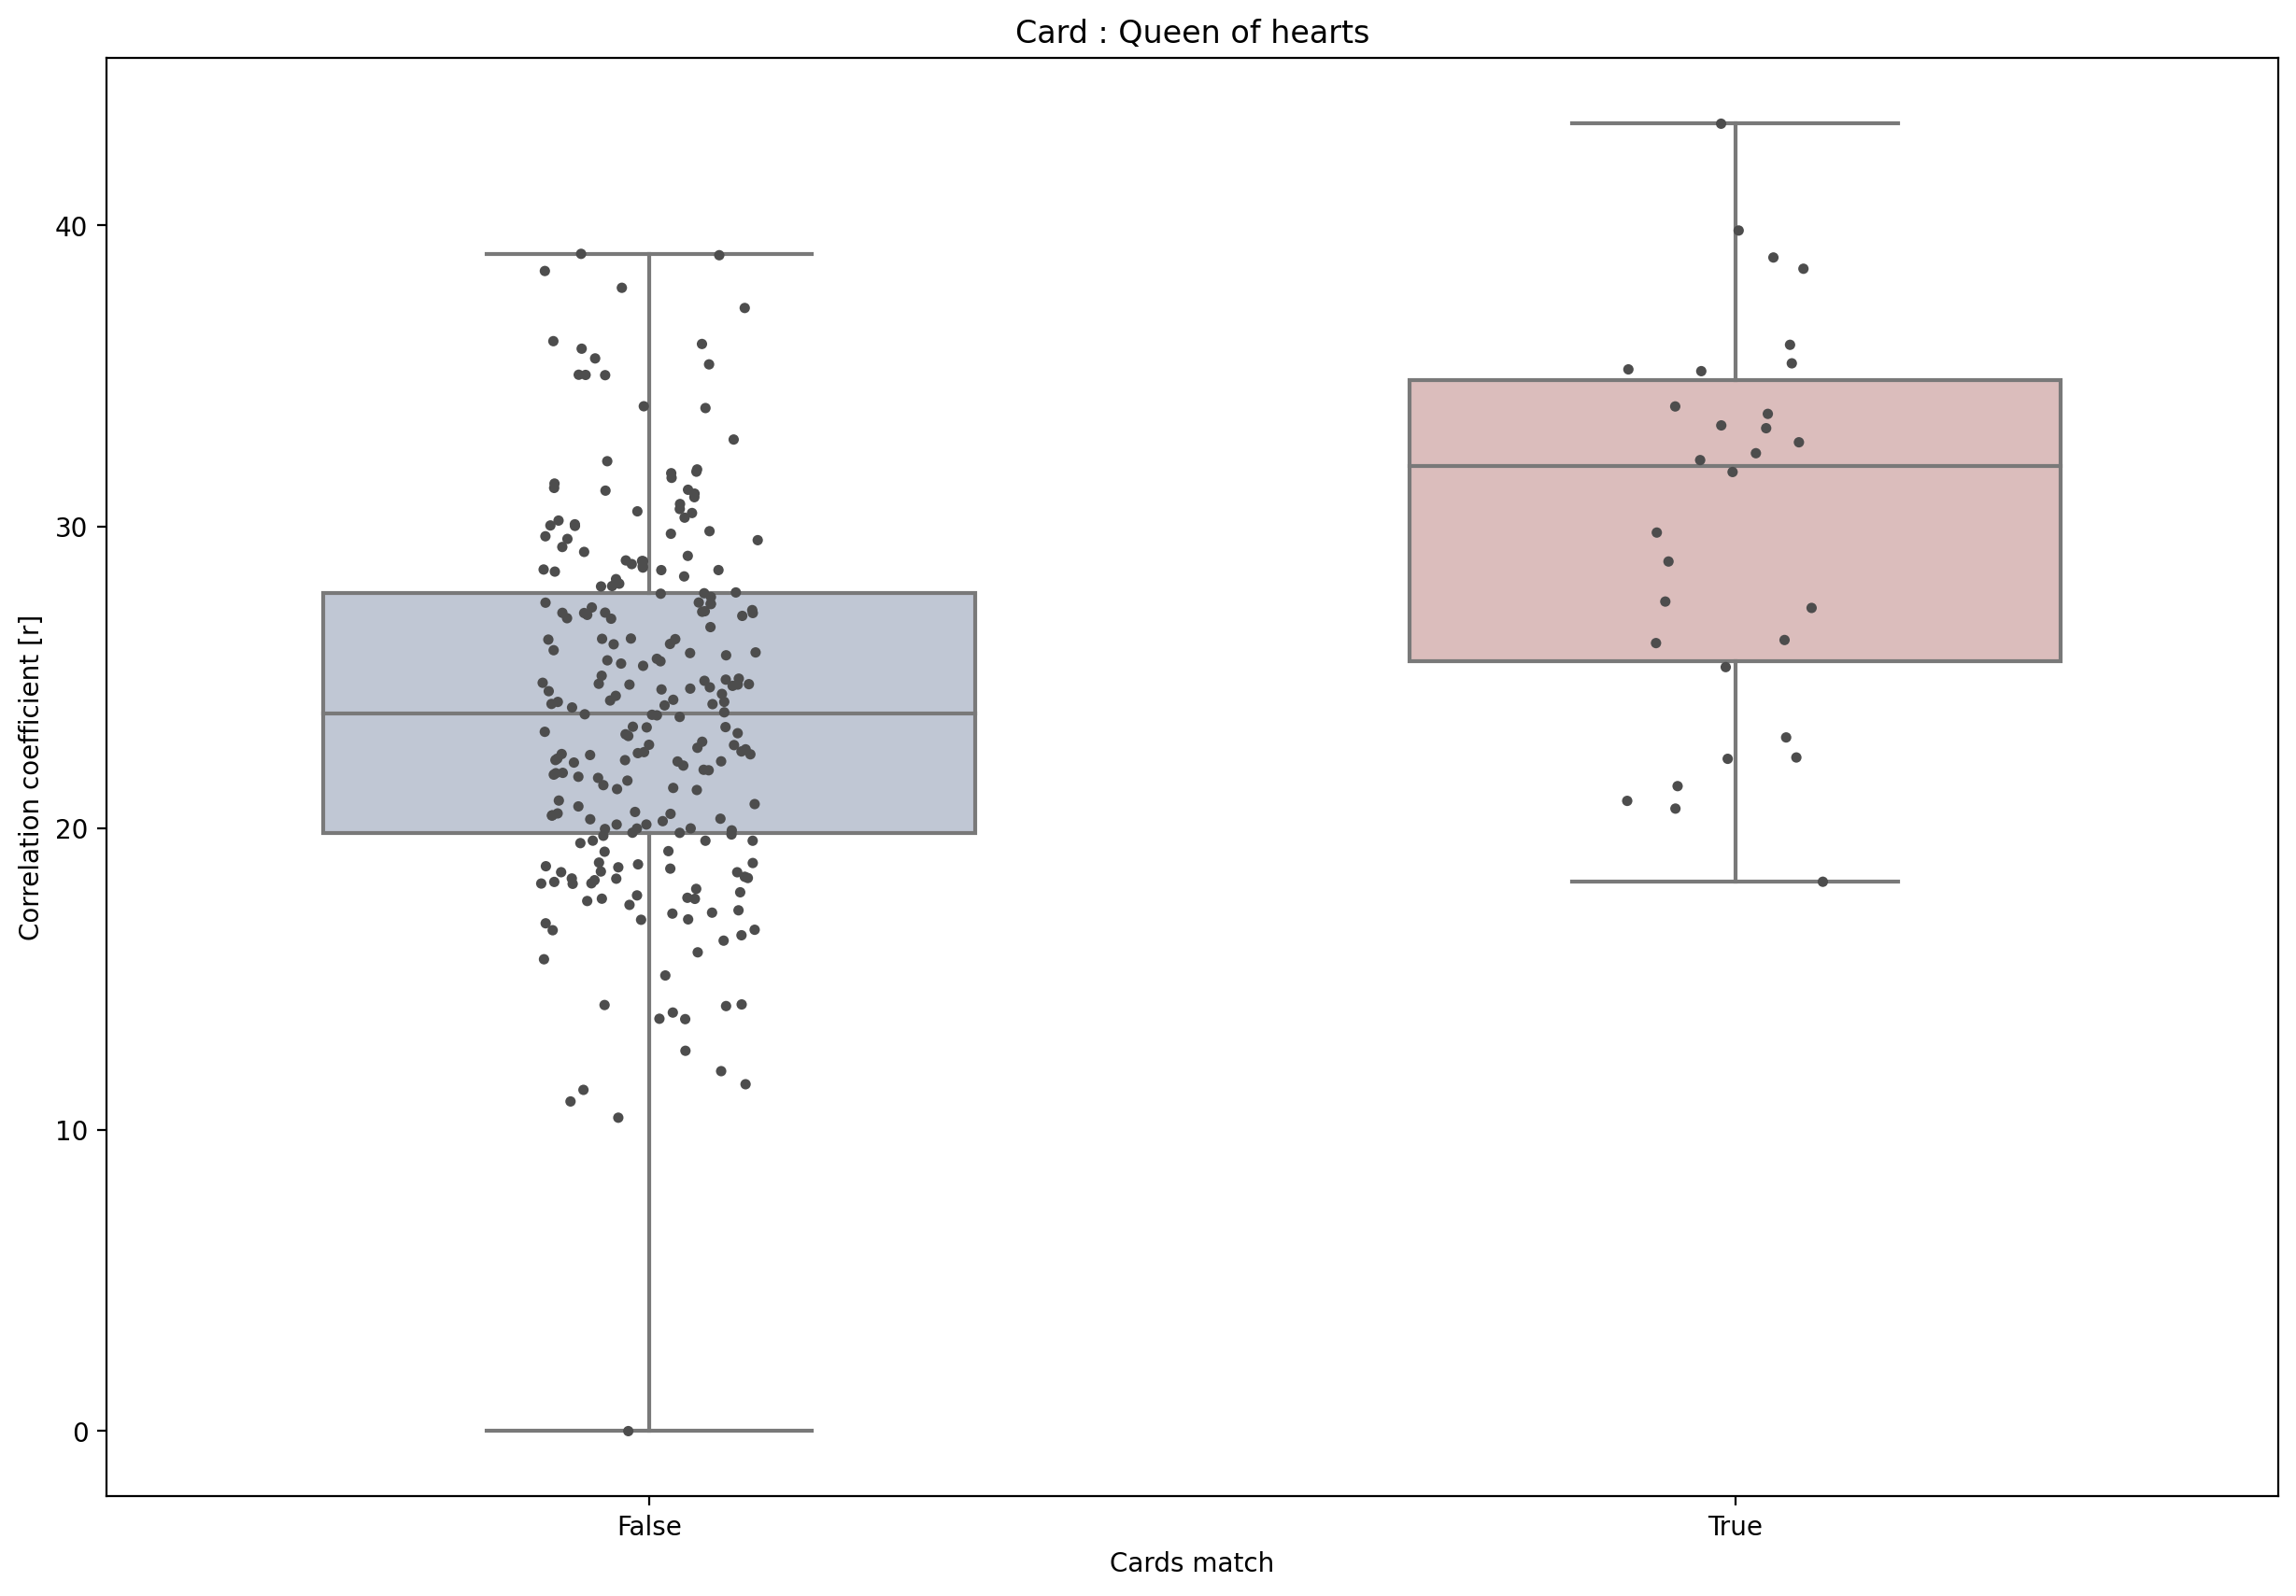 Card : Queen of hearts
Correlation coefficient [r]
40
30
20
10
0
False
True
Cards match